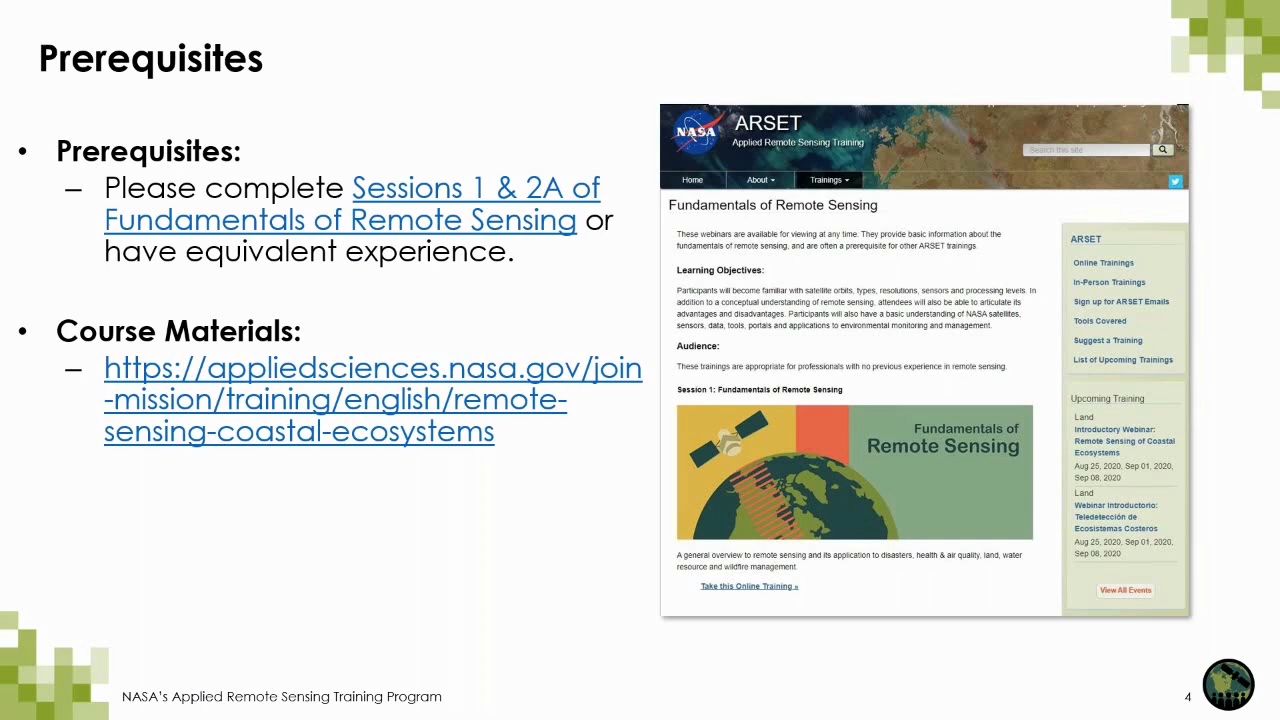 Prerequisites
• Prerequisites:
– Please complete Sessions 1 & 2A of
Fundamentals of Remote Sensing or
have equivalent experience.
• Course Materials:
– https://appliedsciences.nasa.gov/join
-mission/training/english/remote-
sensing-coastal-ecosystems
NASA
ARSET
Applied Remote Sensing Training
Search this site
Home
About
Trainings
Fundamentals of Remote Sensing
These webinars are available for viewing at any time. They provide basic information about the
fundamentals of remote sensing, and are often a prerequisite for other ARSET trainings.
Learning Objectives:
Participants will become familiar with satellite orbits, types, resolutions, sensors and processing levels. In
addition to a conceptual understanding of remote sensing, attendees will also be able to articulate its
advantages and disadvantages. Participants will also have a basic understanding of NASA satellites,
sensors, data, tools, portals and applications to environmental monitoring and management.
Audience:
These trainings are appropriate for professionals with no previous experience in remote sensing.
Session 1: Fundamentals of Remote Sensing
Fundamentals of
Remote Sensing
A general overview to remote sensing and its application to disasters, health & air quality, land, water
resource and wildfire management.
Take this Online Training »
ARSET
Online Trainings
In-Person Trainings
Sign up for ARSET Emails
Tools Covered
Suggest a Training
List of Upcoming Trainings
Upcoming Training
Land
Introductory Webinar:
Remote Sensing of Coastal
Ecosystems
Aug 25, 2020, Sep 01, 2020,
Sep 08, 2020
Land
Webinar Introductorio:
Teledetección de
Ecosistemas Costeros
Aug 25, 2020, Sep 01, 2020,
Sep 08, 2020
View All Events
NASA's Applied Remote Sensing Training Program
4